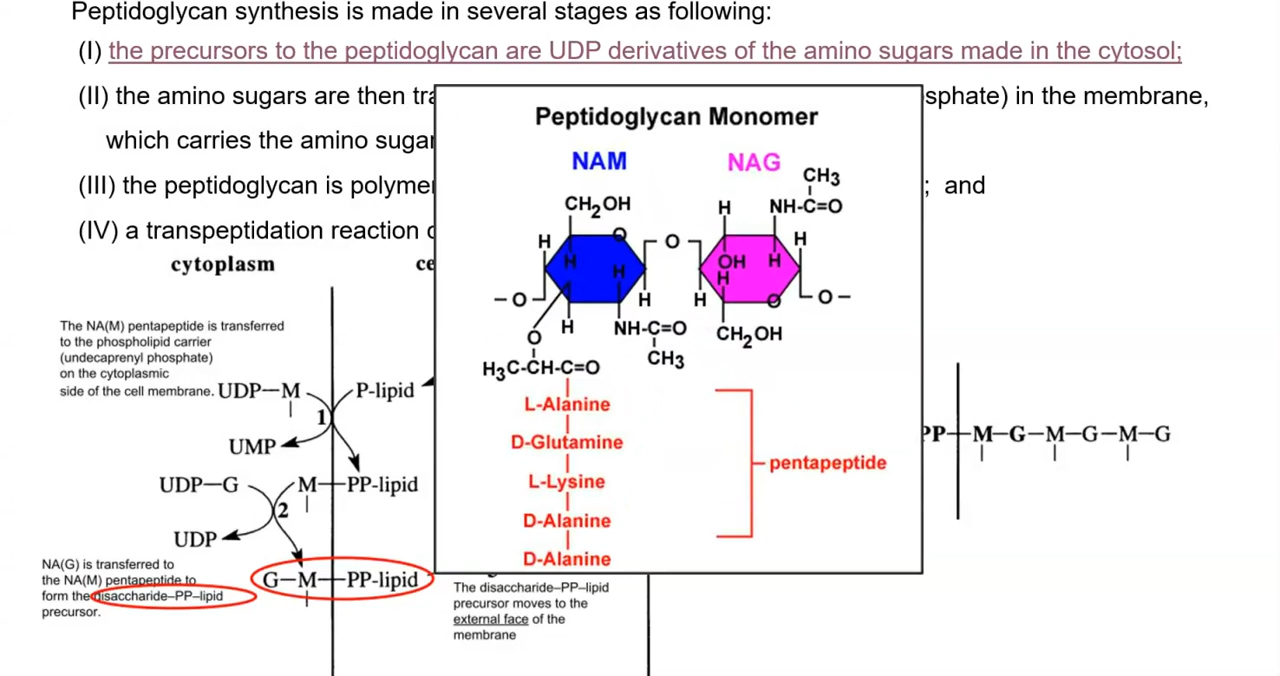 Peptidoglycan synthesis is made in several stages as following:
(I) the precursors to the peptidoglycan are UDP derivatives of the amino sugars made in the cytosol;
(II) the amino sugars are then sphate) in the membrane,
which carries the amino
(III) the peptidoglycan is ; and
(IV) a transpeptidation reaction
cytoplasm
Peptidoglycan Monomer
NAM
NAG
CH3
CH2OH
H
NH-C=O
H
O
O
H
H
OH
H
H
H
H
-O
H
H
O
O-
H
NH-C=O
CH2OH
O
CH3
H3C-CH-C=O
L-Alanine
D-Glutamine
L-Lysine
D-Alanine
D-Alanine
pentapeptide
The NA(M) pentapeptide is transferred
to the phospholipid carrier
(undecaprenyl phosphate)
on the cytoplasmic
side of the cell membrane.
UDP—M
P-lipid
1
UMP
UDP—G
M—PP-lipid
2
UDP
G—M—PP-lipid
NA(G) is transferred to
the NA(M) pentapeptide to
form the disaccharide–PP–lipid
precursor.
The disaccharide–PP–lipid
precursor moves to the
external face of the
membrane
PP—M—G—M—G—M—G